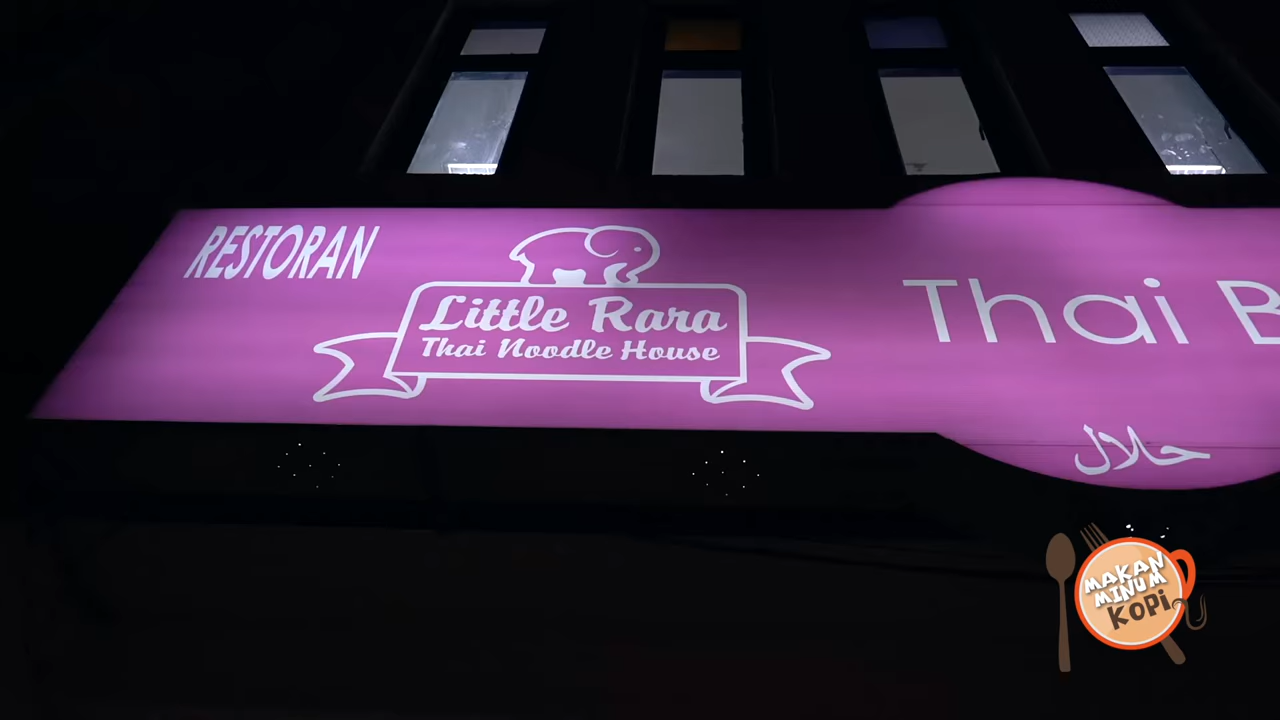 RESTORAN
Little Rara
Thai Noodle House
Thai B
حلال
MAKAN
MINUM
KOPi